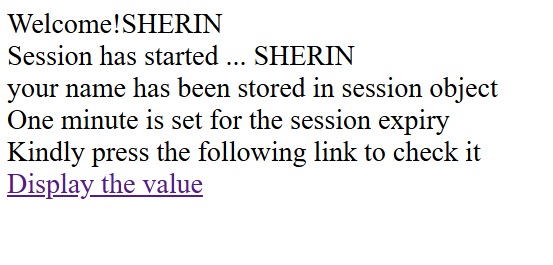 Welcome!SHERIN
Session has started ... SHERIN
your name has been stored in session object
One minute is set for the session expiry
Kindly press the following link to check it
Display the value